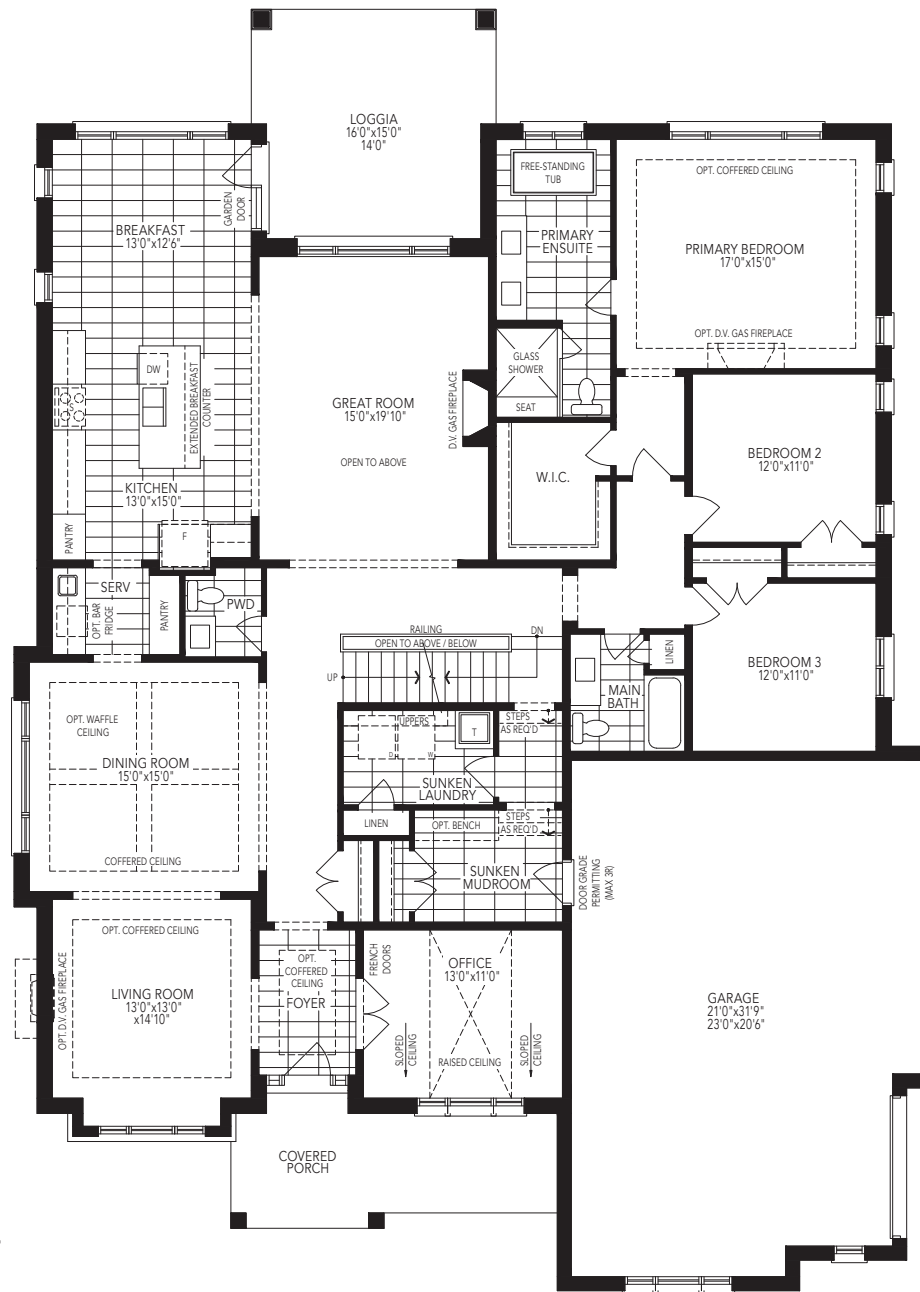 LOGGIA
16'0"x15'0"
14'0"
FREE-STANDING
TUB
OPT. COFFERED CEILING
GARDEN
DOOR
BREAKFAST
13'0"x12'6"
PRIMARY
ENSUITE
PRIMARY BEDROOM
17'0"x15'0"
OPT. D.V. GAS FIREPLACE
DW
EXTENDED BREAKFAST
COUNTER
GLASS
SHOWER
SEAT
GREAT ROOM
15'0"x19'10"
D.V. GAS FIREPLACE
OPEN TO ABOVE
BEDROOM 2
12'0"x11'0"
W.I.C.
KITCHEN
13'0"x15'0"
PANTRY
F
SERV
OPT. BAR
FRIDGE
PANTRY
PWD
RAILING
DN
OPEN TO ABOVE / BELOW
UP
LINEN
BEDROOM 3
12'0"x11'0"
MAIN
BATH
OPT. WAFFLE
CEILING
UPPERS
D
W
T
STEPS
AS REQ'D
DINING ROOM
15'0"x15'0"
SUNKEN
LAUNDRY
LINEN
OPT. BENCH
STEPS
AS REQ'D
COFFERED CEILING
SUNKEN
MUDROOM
DOOR GRADE
PERMITTING
(MAX 3R)
OPT. COFFERED CEILING
OPT. D.V. GAS FIREPLACE
LIVING ROOM
13'0"x13'0"
x14'10"
OPT.
COFFERED
CEILING
FOYER
FRENCH
DOORS
OFFICE
13'0"x11'0"
SLOPED
CEILING
RAISED CEILING
SLOPED
CEILING
GARAGE
21'0"x31'9"
23'0"x20'6"
COVERED
PORCH